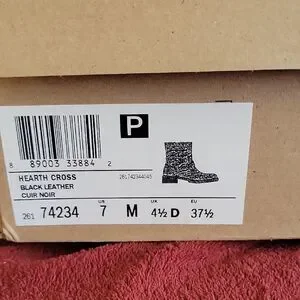 P
8 89003 33884 2
HEARTH CROSS
BLACK LEATHER
CUIR NOIR
261742344045
US UK EU
261 74234 7 M 4½ D 37½